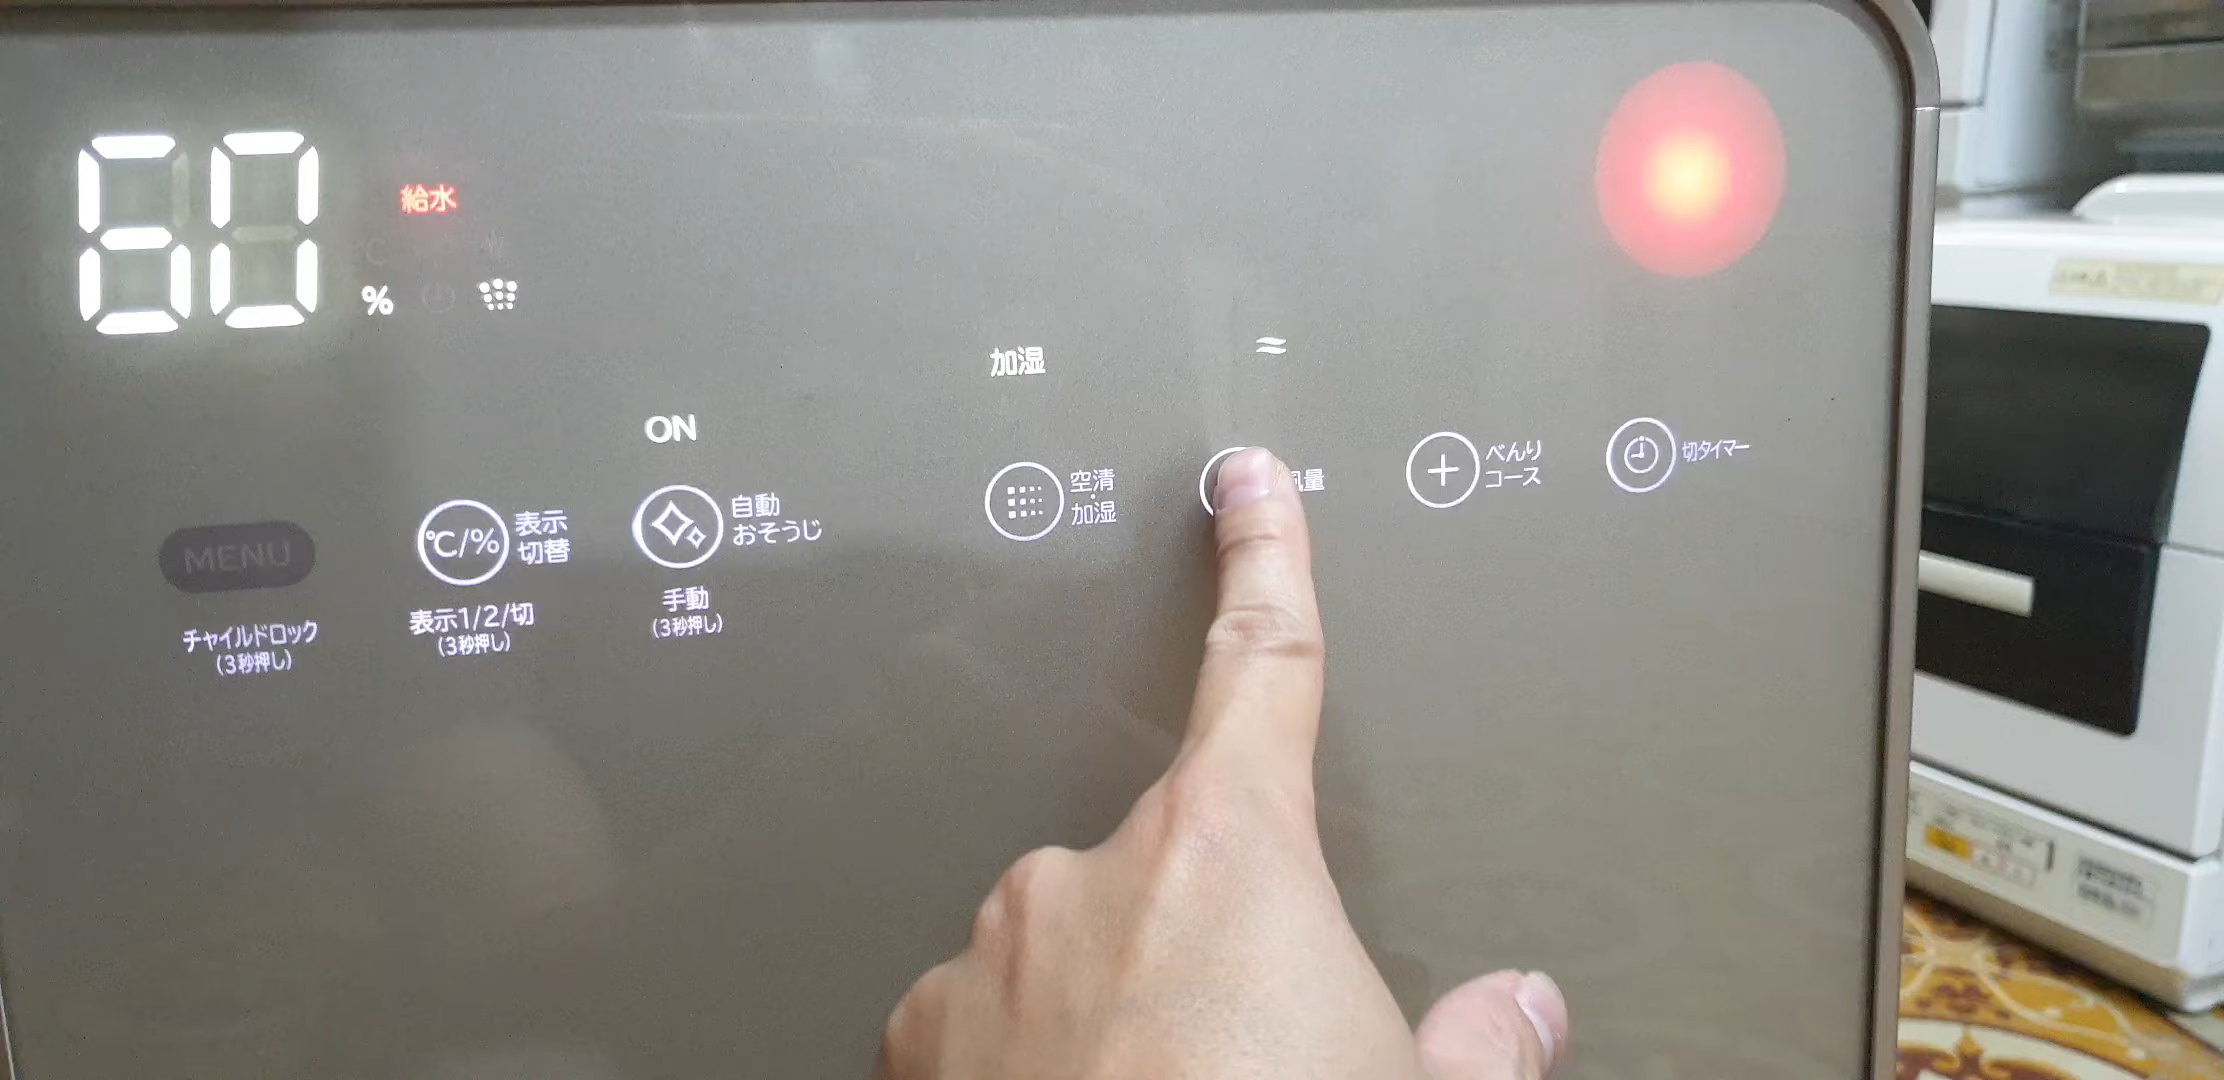 60
給水
%
加湿
ON
MENU
チャイルドロック
(3秒押し)
℃/%
表示
切替
表示1/2/切
(3秒押し)
自動
おそうじ
手動
(3秒押し)
空清
・
加湿
風量
べんり
コース
切タイマー